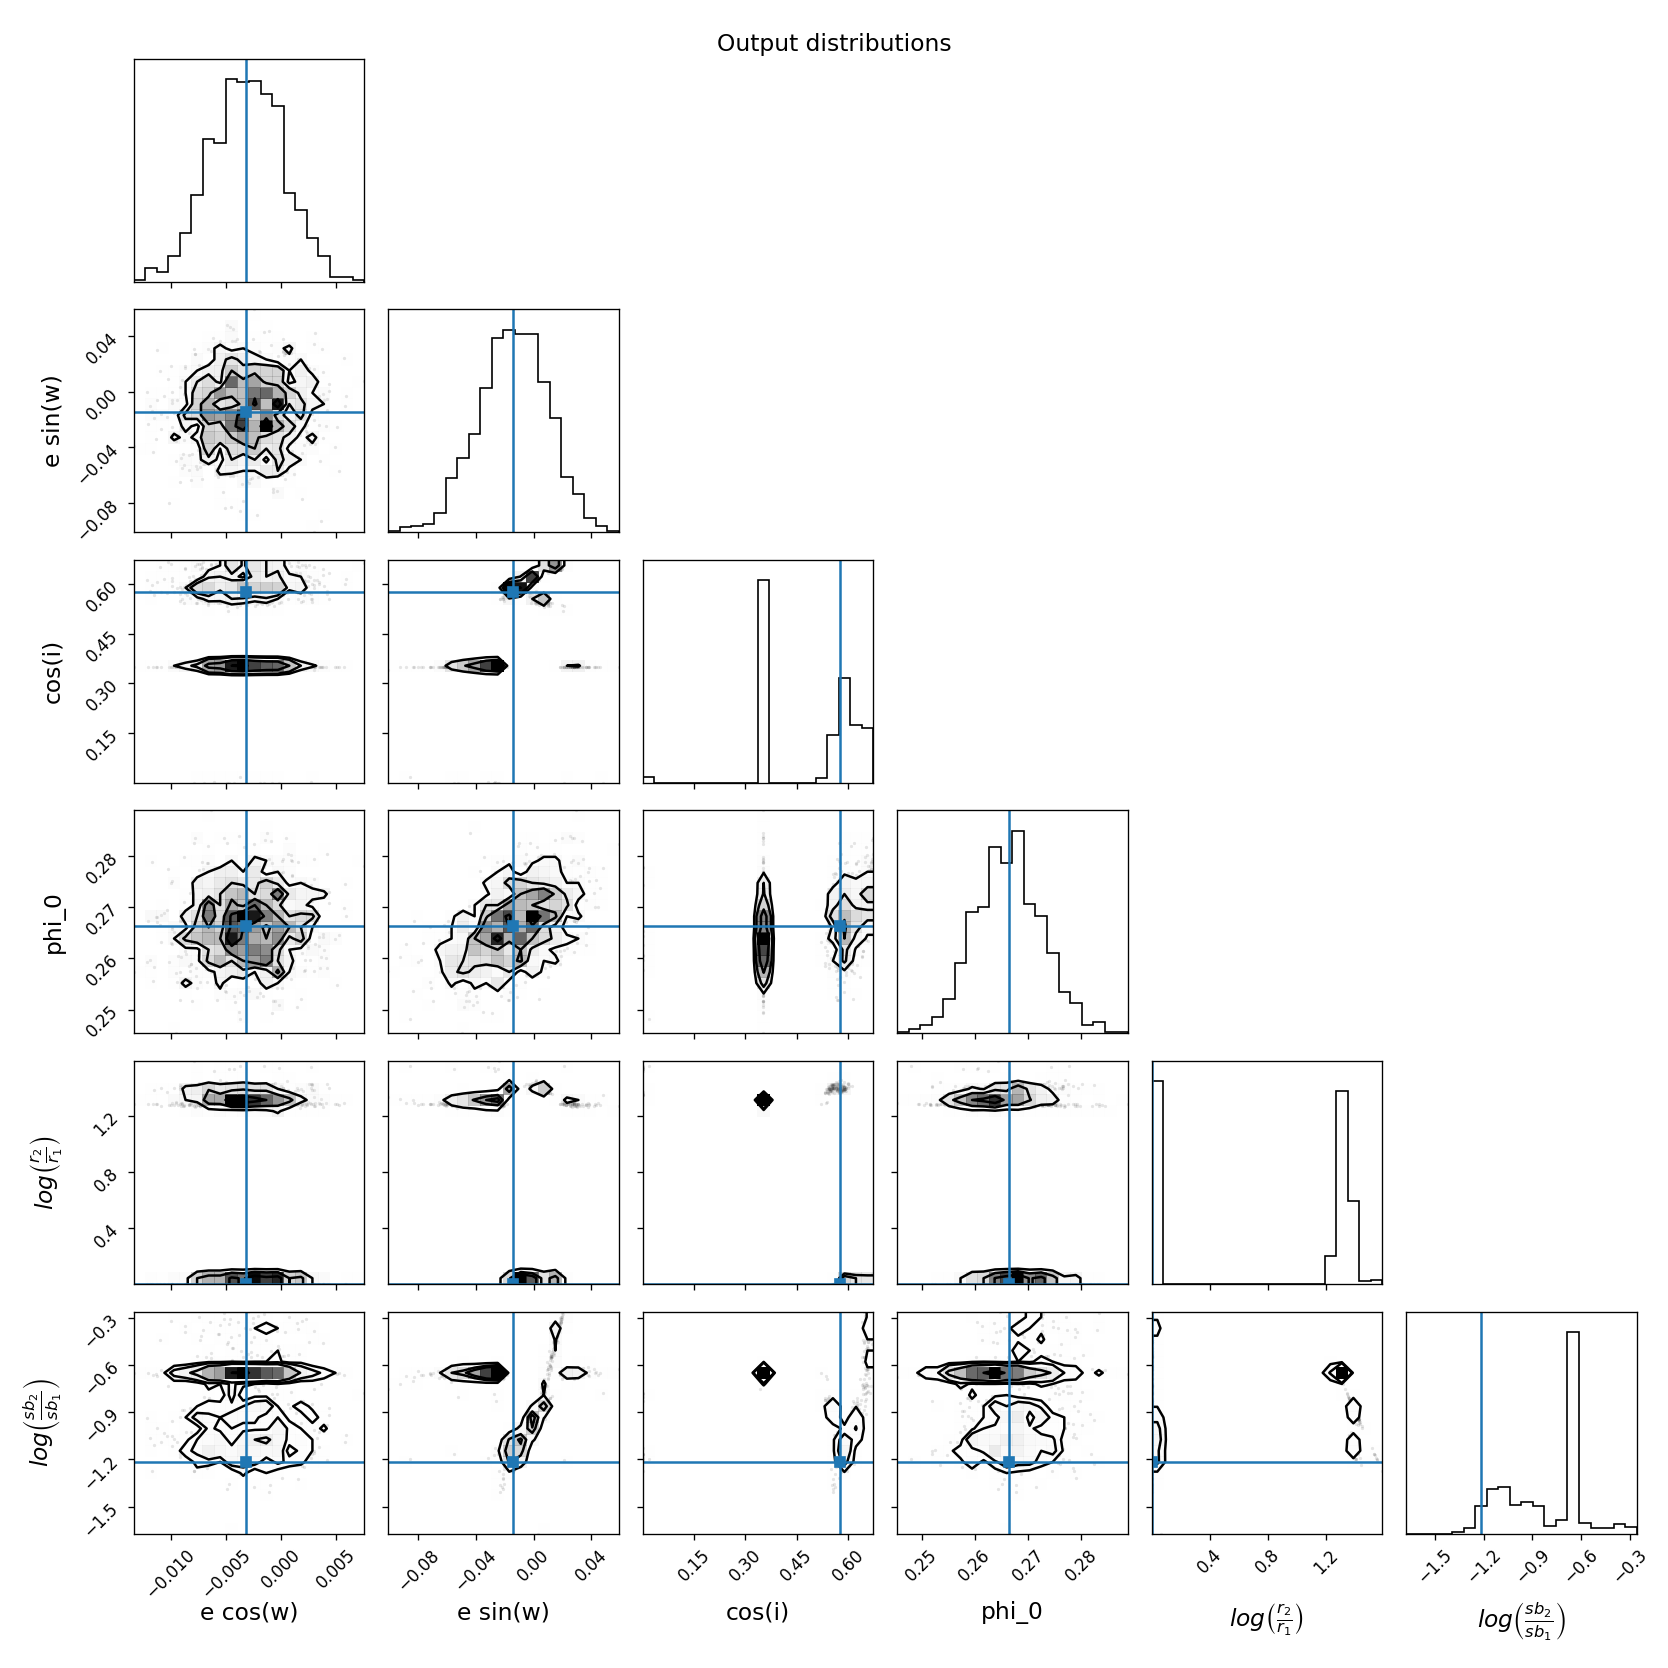 Output distributions
e sin(w)
0.04
0.00
−0.04
−0.08
cos(i)
0.60
0.45
0.30
0.15
phi_0
0.28
0.27
0.26
0.25
log(r₂/r₁)
1.2
0.8
0.4
log(sb₂/sb₁)
−0.3
−0.6
−0.9
−1.2
−1.5
−0.010 −0.005 0.000 0.005
−0.08 −0.04 0.00 0.04
0.15 0.30 0.45 0.60
0.25 0.26 0.27 0.28
0.4 0.8 1.2
−1.5 −1.2 −0.9 −0.6 −0.3
e cos(w)
e sin(w)
cos(i)
phi_0
log(r₂/r₁)
log(sb₂/sb₁)